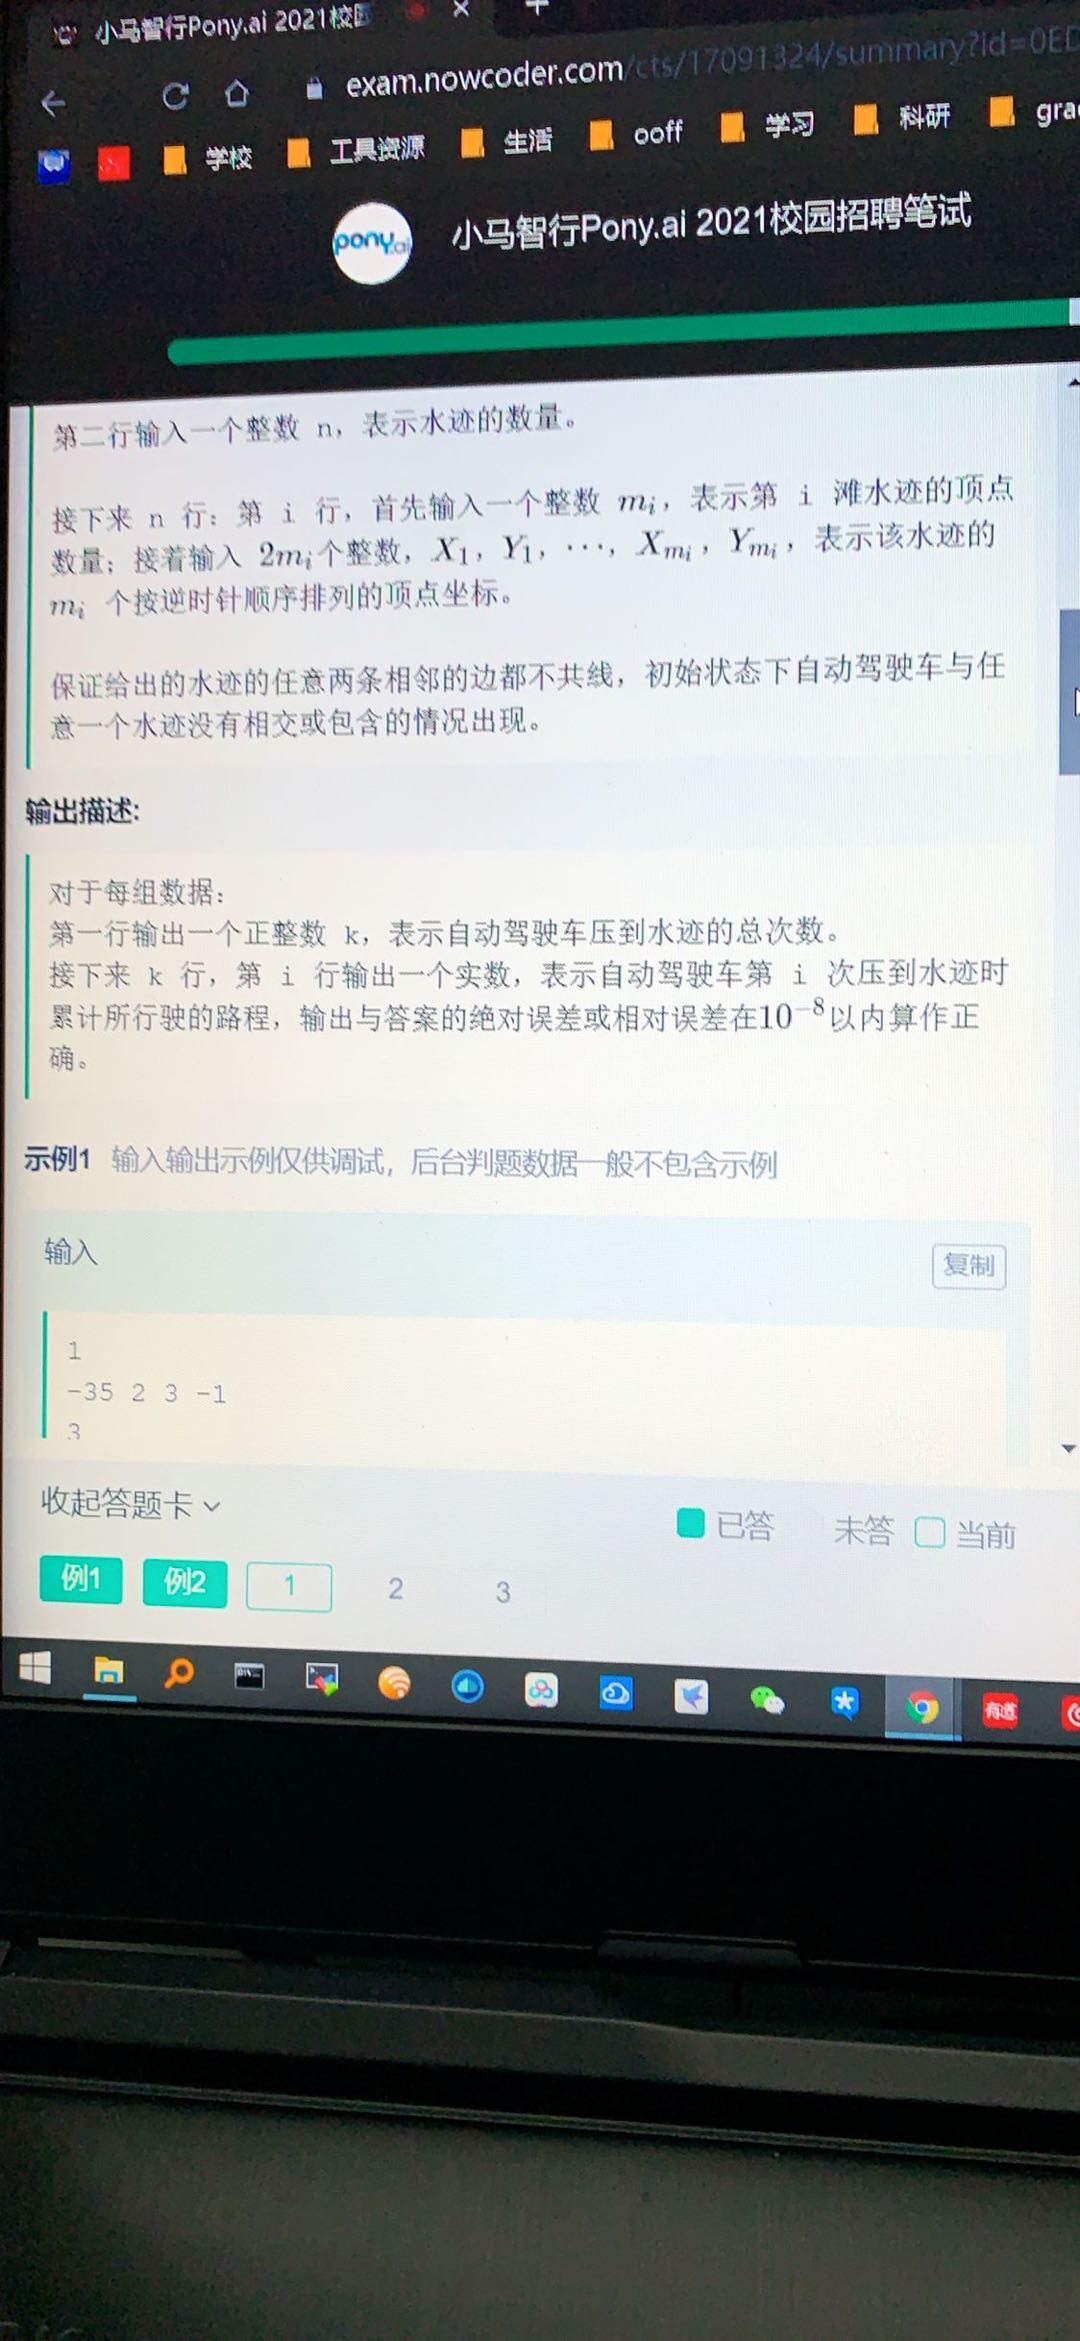 小马智行Pony.ai 2021校园
exam.nowcoder.com/cts/17091324/summary?id=0ED
学校 工具资源 生活 ooff 学习 科研 gra
pony.ai 小马智行Pony.ai 2021校园招聘笔试
第二行输入一个整数 n，表示水迹的数量。
接下来 n 行：第 i 行，首先输入一个整数 mi，表示第 i 滩水迹的顶点
数量；接着输入 2mi个整数，X1，Y1，⋯，Xmi，Ymi，表示该水迹的
mi 个按逆时针顺序排列的顶点坐标。
保证给出的水迹的任意两条相邻的边都不共线，初始状态下自动驾驶车与任
意一个水迹没有相交或包含的情况出现。
输出描述:
对于每组数据：
第一行输出一个正整数 k，表示自动驾驶车压到水迹的总次数。
接下来 k 行，第 i 行输出一个实数，表示自动驾驶车第 i 次压到水迹时
累计所行驶的路程，输出与答案的绝对误差或相对误差在10^-8以内算作正
确。
示例1 输入输出示例仅供调试，后台判题数据一般不包含示例
输入 复制
1
-35 2 3 -1
3
收起答题卡 已答 未答 当前
例1 例2 1 2 3
有道